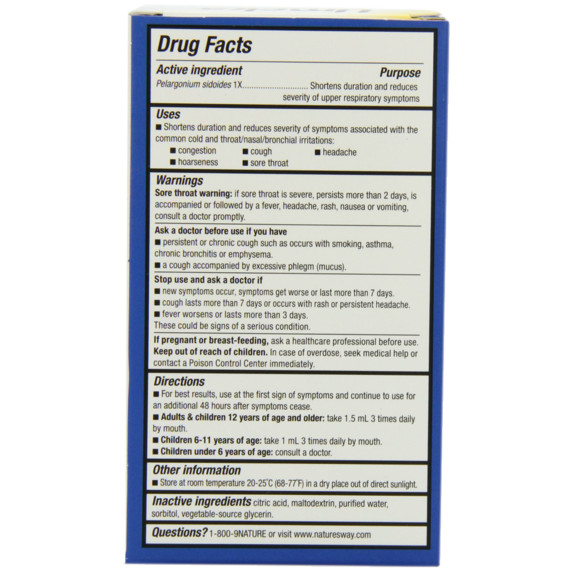 Drug Facts
Active ingredient Purpose
Pelargonium sidoides 1X............................ Shortens duration and reduces
severity of upper respiratory symptoms
Uses
■ Shortens duration and reduces severity of symptoms associated with the
common cold and throat/nasal/bronchial irritations:
■ congestion ■ cough ■ headache
■ hoarseness ■ sore throat
Warnings
Sore throat warning: if sore throat is severe, persists more than 2 days, is
accompanied or followed by a fever, headache, rash, nausea or vomiting,
consult a doctor promptly.
Ask a doctor before use if you have
■ persistent or chronic cough such as occurs with smoking, asthma,
chronic bronchitis or emphysema.
■ a cough accompanied by excessive phlegm (mucus).
Stop use and ask a doctor if
■ new symptoms occur, symptoms get worse or last more than 7 days.
■ cough lasts more than 7 days or occurs with rash or persistent headache.
■ fever worsens or lasts more than 3 days.
These could be signs of a serious condition.
If pregnant or breast-feeding, ask a healthcare professional before use.
Keep out of reach of children. In case of overdose, seek medical help or
contact a Poison Control Center immediately.
Directions
■ For best results, use at the first sign of symptoms and continue to use for
an additional 48 hours after symptoms cease.
■ Adults & children 12 years of age and older: take 1.5 mL 3 times daily
by mouth.
■ Children 6-11 years of age: take 1 mL 3 times daily by mouth.
■ Children under 6 years of age: consult a doctor.
Other information
■ Store at room temperature 20-25˚C (68-77˚F) in a dry place out of direct sunlight.
Inactive ingredients citric acid, maltodextrin, purified water,
sorbitol, vegetable-source glycerin.
Questions? 1-800-9NATURE or visit www.naturesway.com